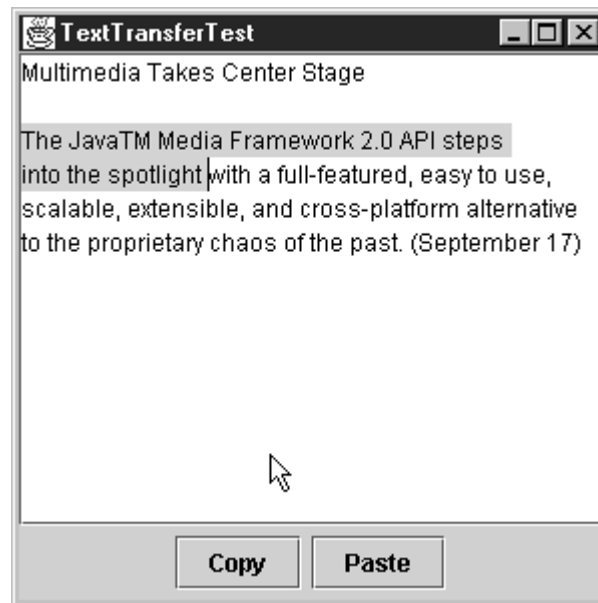 TextTransferTest
Multimedia Takes Center Stage
The JavaTM Media Framework 2.0 API steps
into the spotlight with a full-featured, easy to use,
scalable, extensible, and cross-platform alternative
to the proprietary chaos of the past. (September 17)
Copy Paste